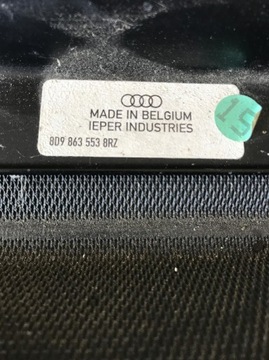 MADE IN BELGIUM
IEPER INDUSTRIES
8D9 863 553 8RZ
15